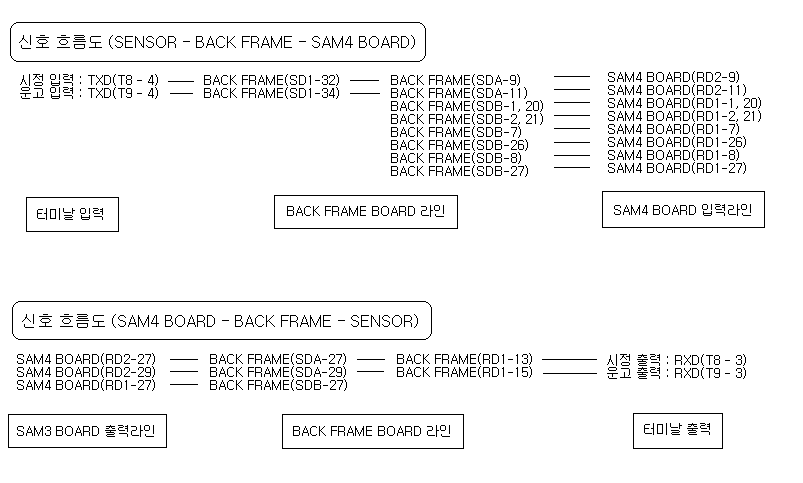 신호 흐름도 (SENSOR - BACK FRAME - SAM4 BOARD)
시정 입력 : TXD(T8 - 4) BACK FRAME(SD1-32) BACK FRAME(SDA-9) SAM4 BOARD(RD2-9)
운고 입력 : TXD(T9 - 4) BACK FRAME(SD1-34) BACK FRAME(SDA-11) SAM4 BOARD(RD2-11)
BACK FRAME(SDB-1, 20) SAM4 BOARD(RD1-1, 20)
BACK FRAME(SDB-2, 21) SAM4 BOARD(RD1-2, 21)
BACK FRAME(SDB-7) SAM4 BOARD(RD1-7)
BACK FRAME(SDB-26) SAM4 BOARD(RD1-26)
BACK FRAME(SDB-8) SAM4 BOARD(RD1-8)
BACK FRAME(SDB-27) SAM4 BOARD(RD1-27)
터미날 입력 BACK FRAME BOARD 라인 SAM4 BOARD 입력라인
신호 흐름도 (SAM4 BOARD - BACK FRAME - SENSOR)
SAM4 BOARD(RD2-27) BACK FRAME(SDA-27) BACK FRAME(RD1-13) 시정 출력 : RXD(T8 - 3)
SAM4 BOARD(RD2-29) BACK FRAME(SDA-29) BACK FRAME(RD1-15) 운고 출력 : RXD(T9 - 3)
SAM4 BOARD(RD1-27) BACK FRAME(SDB-27)
SAM3 BOARD 출력라인 BACK FRAME BOARD 라인 터미날 출력